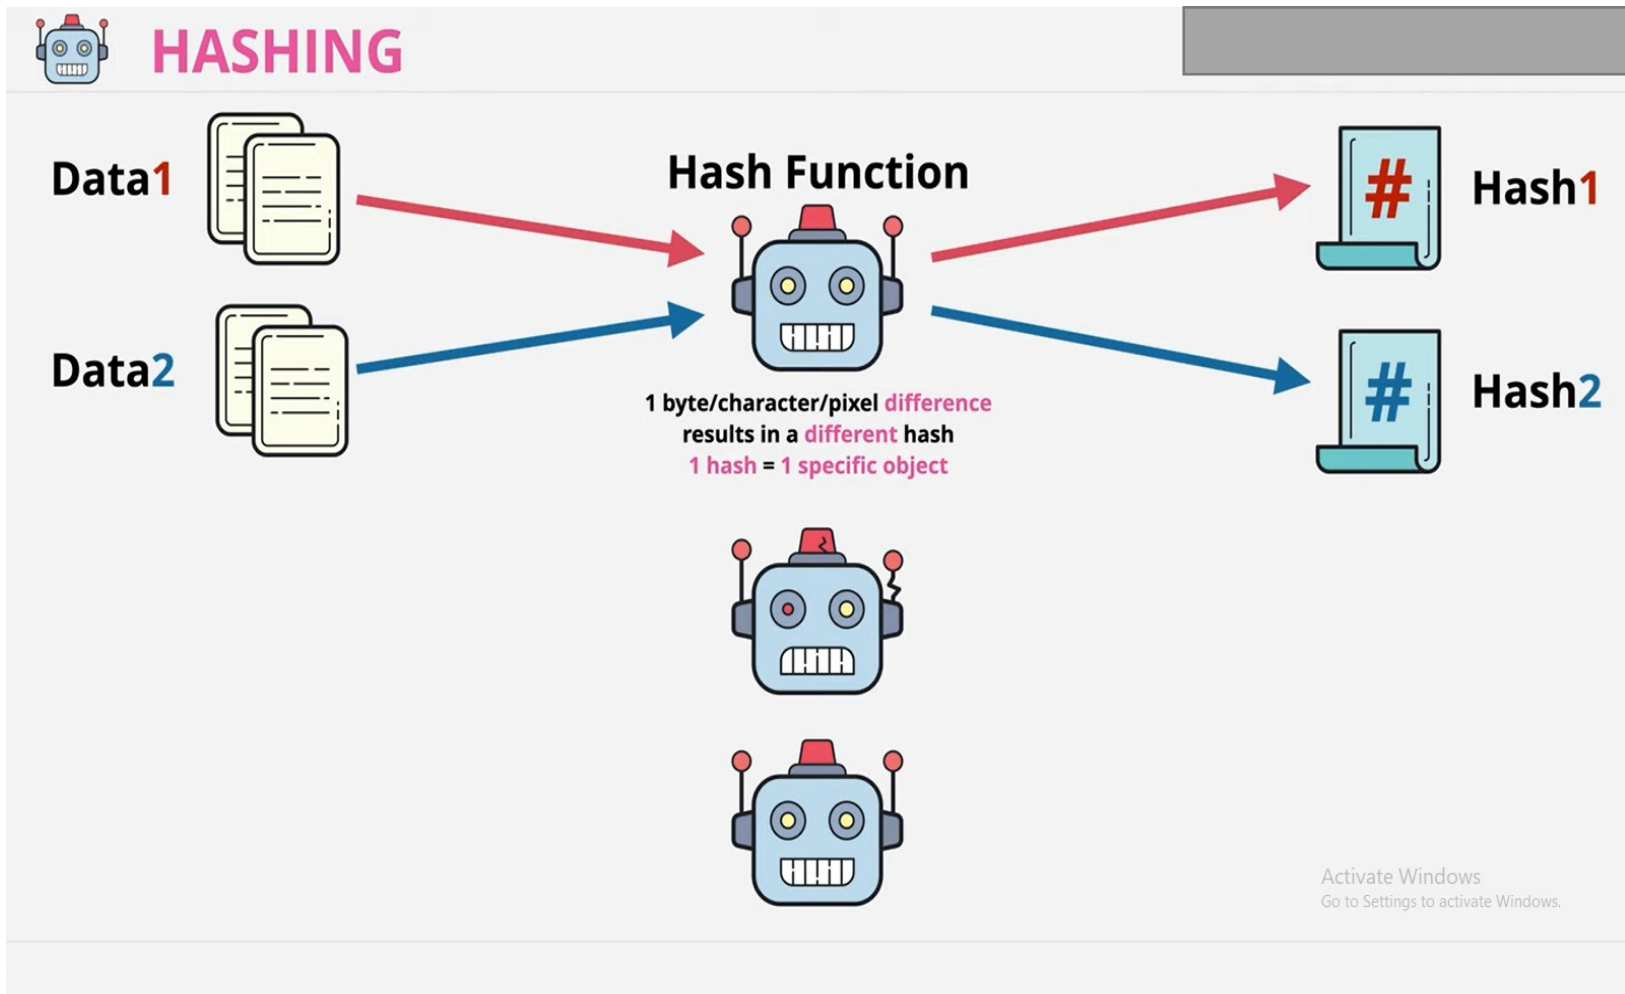 HASHING
Data1
Hash Function
Hash1
Data2
Hash2
1 byte/character/pixel difference
results in a different hash
1 hash = 1 specific object
Activate Windows
Go to Settings to activate Windows.